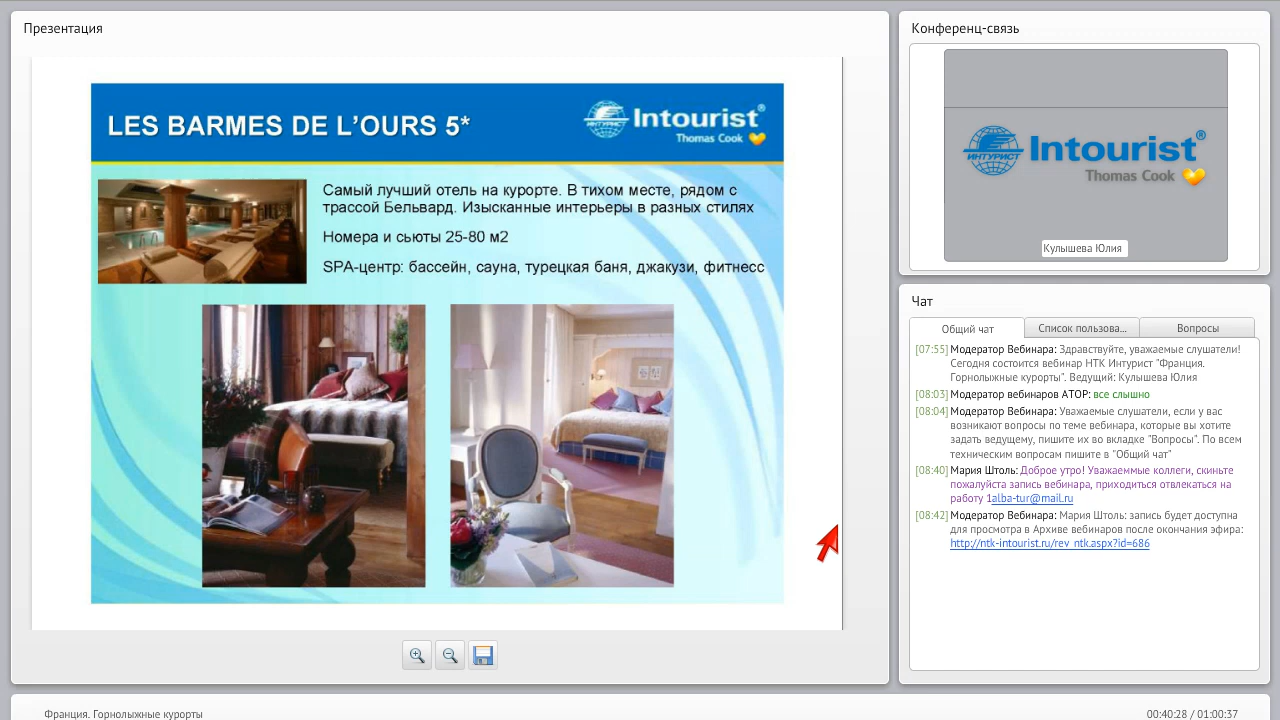 Презентация
LES BARMES DE L’OURS 5*
ИНТУРИСТ Intourist®
Thomas Cook
Самый лучший отель на курорте. В тихом месте, рядом с
трассой Бельвард. Изысканные интерьеры в разных стилях
Номера и сьюты 25-80 м2
SPA-центр: бассейн, сауна, турецкая баня, джакузи, фитнесс
Конференц-связь
ИНТУРИСТ Intourist®
Thomas Cook
Кулышева Юлия
Чат
Общий чат
Список пользова...
Вопросы
[07:55] Модератор Вебинара: Здравствуйте, уважаемые слушатели!
Сегодня состоится вебинар НТК Интурист "Франция.
Горнолыжные курорты". Ведущий: Кулышева Юлия
[08:03] Модератор вебинаров АТОР: все слышно
[08:04] Модератор Вебинара: Уважаемые слушатели, если у вас
возникают вопросы по теме вебинара, которые вы хотите
задать ведущему, пишите их во вкладке "Вопросы". По всем
техническим вопросам пишите в "Общий чат"
[08:40] Мария Штоль: Доброе утро! Уважаеммые коллеги, скиньте
пожалуйста запись вебинара, приходиться отвлекаться на
работу 1alba-tur@mail.ru
[08:42] Модератор Вебинара: Мария Штоль: запись будет доступна
для просмотра в Архиве вебинаров после окончания эфира:
http://ntk-intourist.ru/rev_ntk.aspx?id=686
Франция. Горнолыжные курорты
00:40:28 / 01:00:37